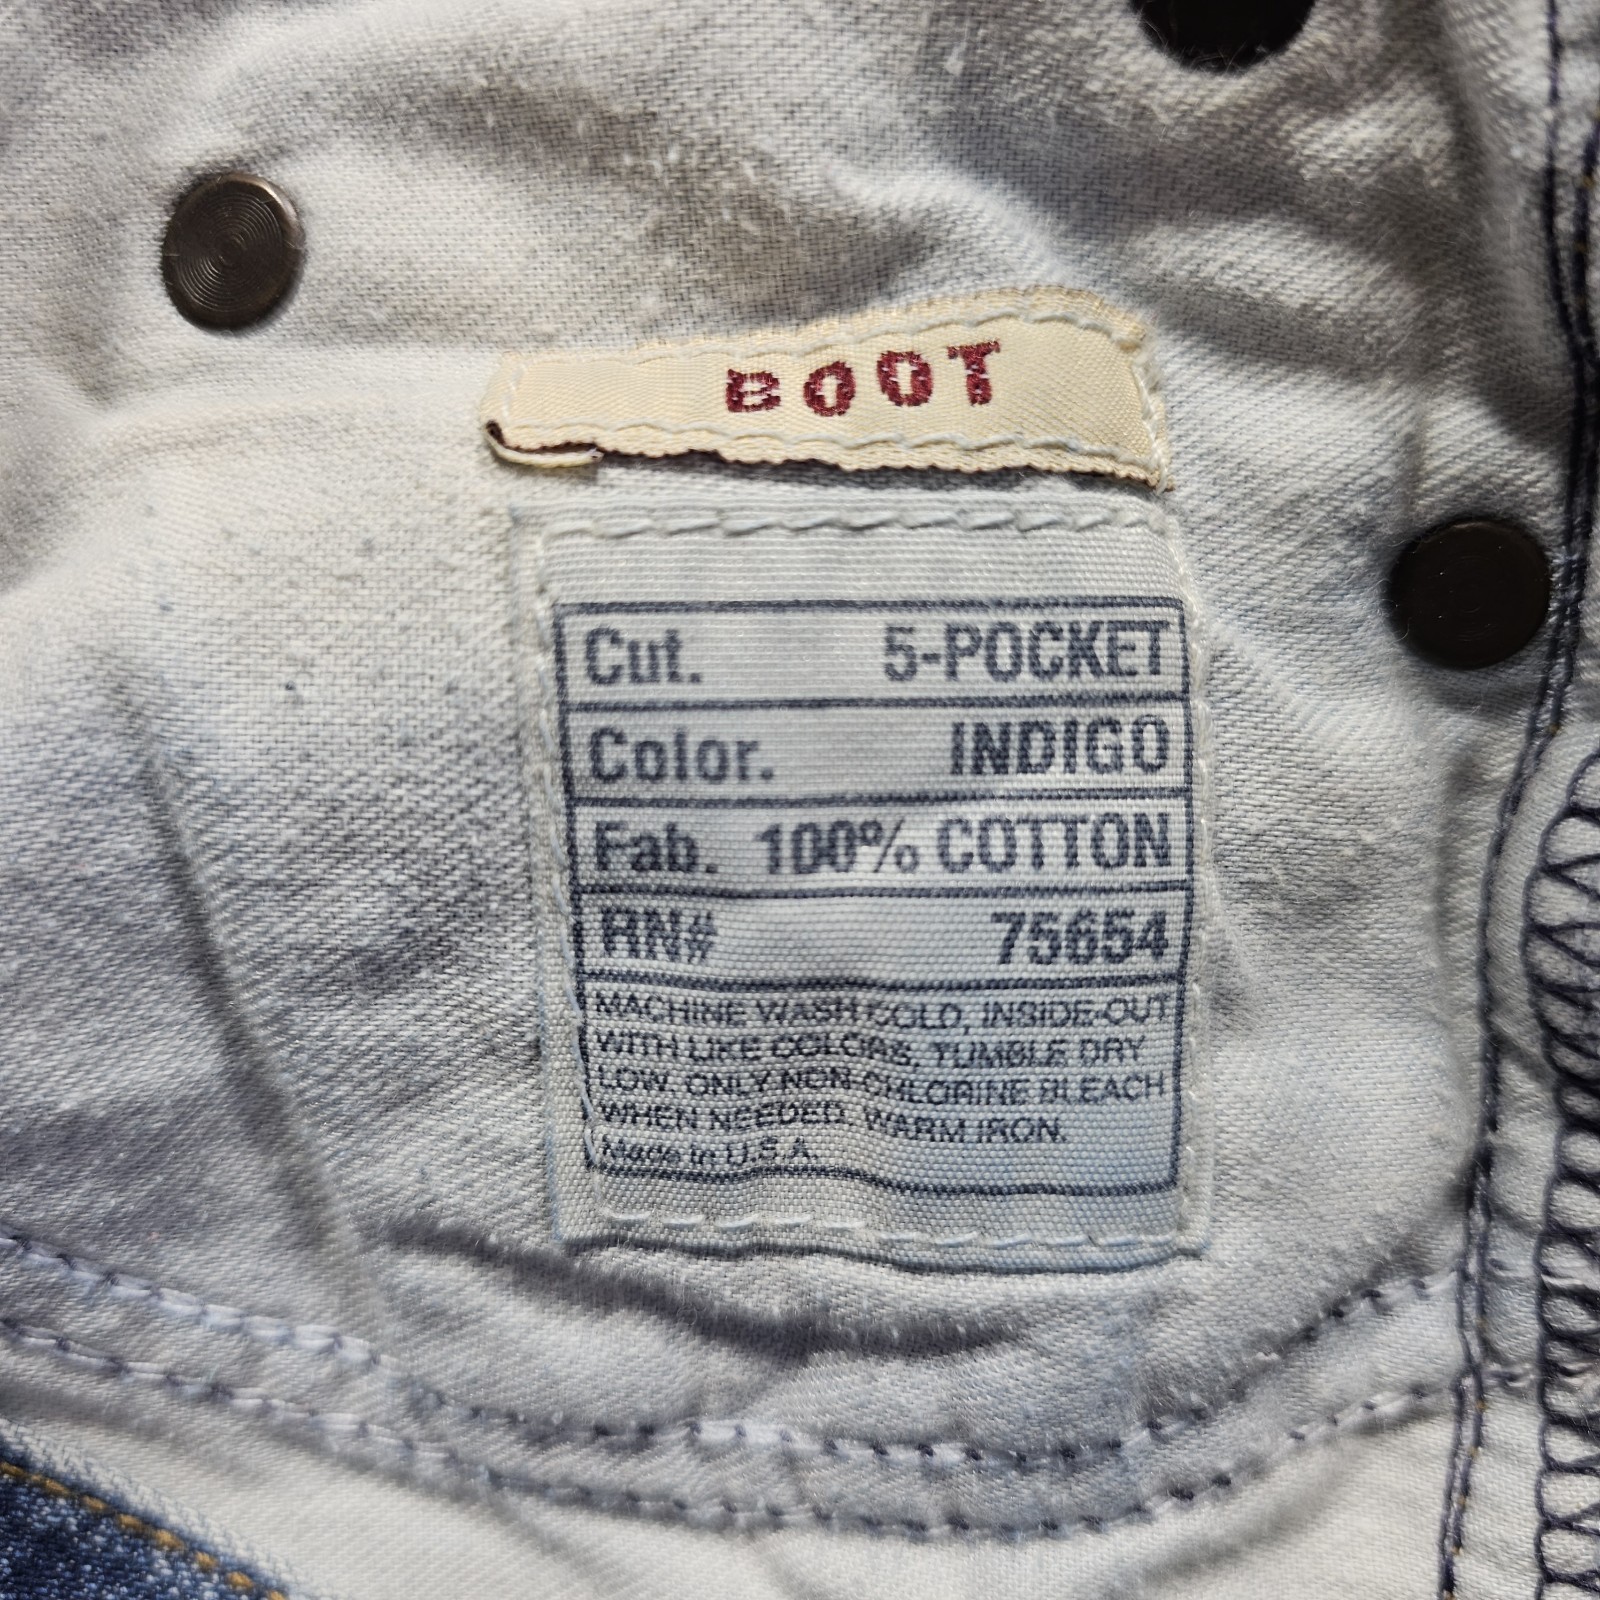 BOOT
Cut. 5-POCKET
Color. INDIGO
Fab. 100% COTTON
RN# 75654
MACHINE WASH COLD, INSIDE-OUT
WITH LIKE COLORS, TUMBLE DRY
LOW. ONLY NON-CHLORINE BLEACH
WHEN NEEDED. WARM IRON.
Made in U.S.A.